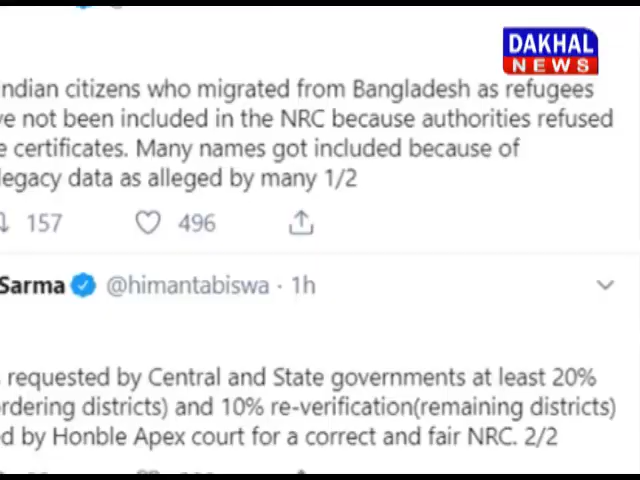 DAKHAL
NEWS
ndian citizens who migrated from Bangladesh as refugees
ve not been included in the NRC because authorities refused
e certificates. Many names got included because of
legacy data as alleged by many 1/2
157 496
Sarma @himantabiswa · 1h
requested by Central and State governments at least 20%
rdering districts) and 10% re-verification(remaining districts)
d by Honble Apex court for a correct and fair NRC. 2/2